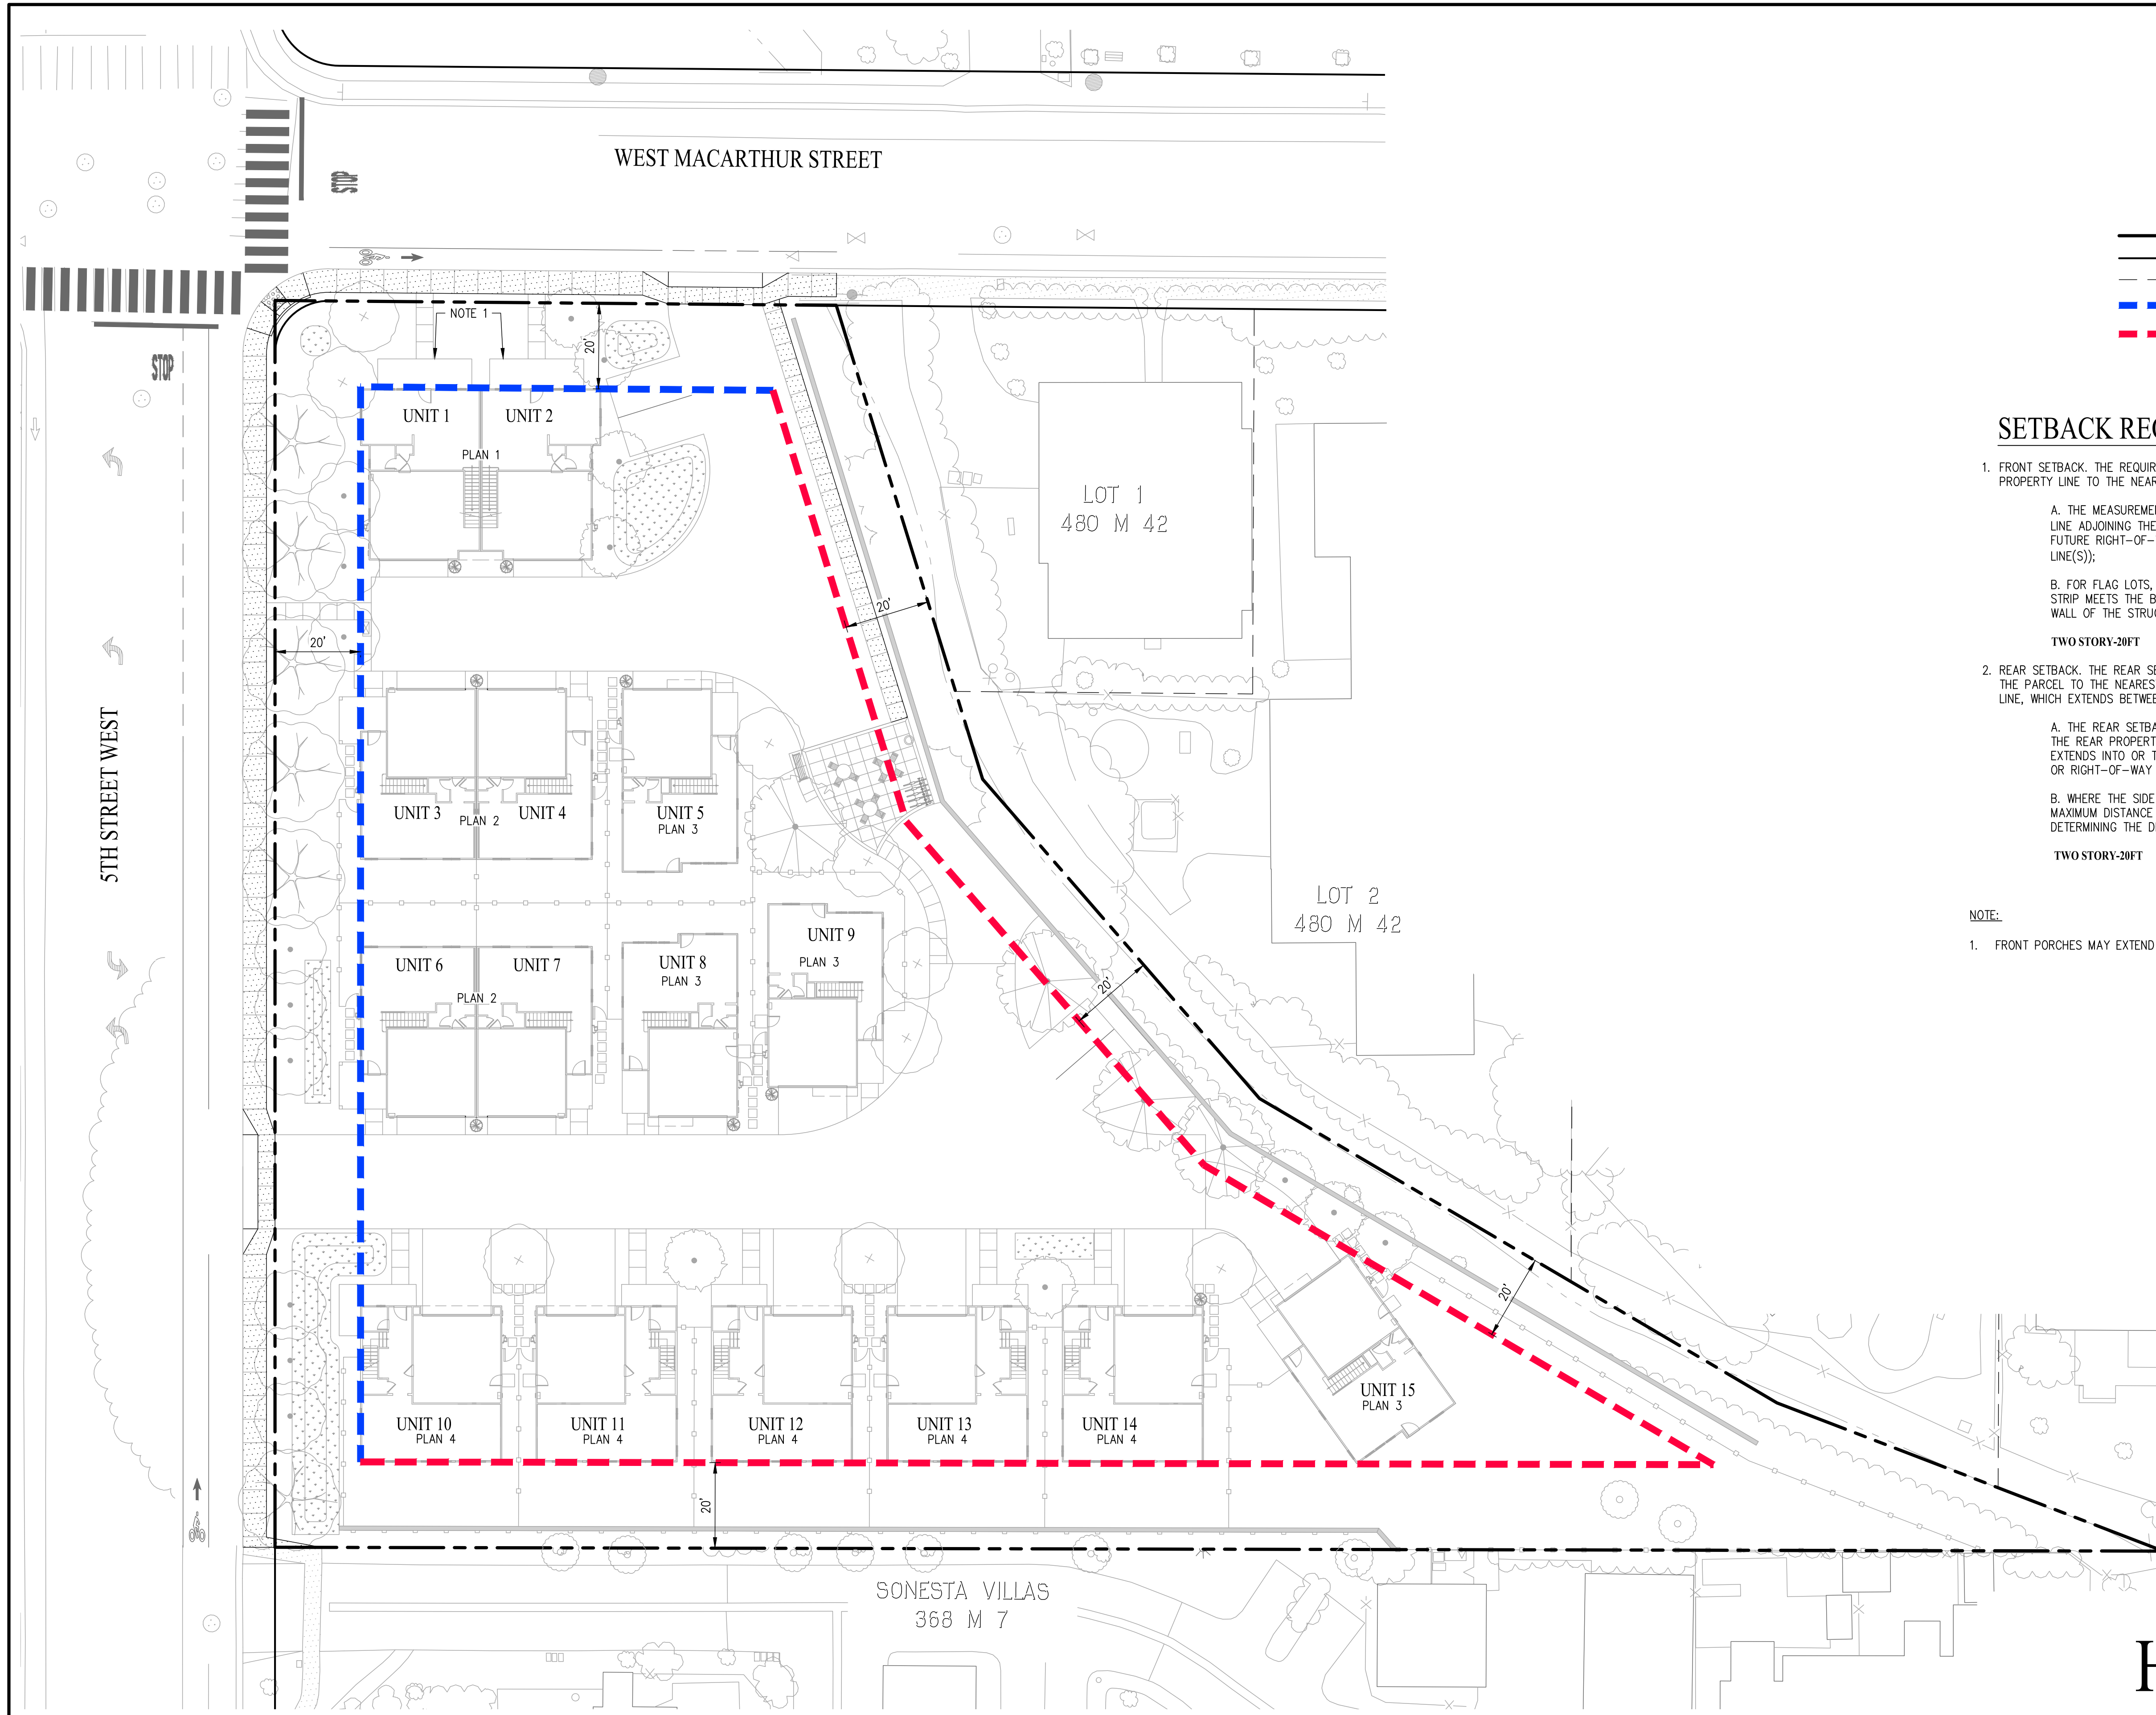 WEST MACARTHUR STREET
STOP
STOP
5TH STREET WEST
NOTE 1
20'
UNIT 1
UNIT 2
PLAN 1
20'
20'
UNIT 3
PLAN 2
UNIT 4
UNIT 5
PLAN 3
UNIT 6
UNIT 7
PLAN 2
UNIT 8
PLAN 3
UNIT 9
PLAN 3
20'
LOT 1
480 M 42
LOT 2
480 M 42
20'
UNIT 10
PLAN 4
UNIT 11
PLAN 4
UNIT 12
PLAN 4
UNIT 13
PLAN 4
UNIT 14
PLAN 4
UNIT 15
PLAN 3
20'
SONESTA VILLAS
368 M 7
SETBACK REQ
1. FRONT SETBACK. THE REQUIR
PROPERTY LINE TO THE NEAR
A. THE MEASUREME
LINE ADJOINING THE
FUTURE RIGHT-OF-
LINE(S));
B. FOR FLAG LOTS,
STRIP MEETS THE B
WALL OF THE STRU
TWO STORY-20FT
2. REAR SETBACK. THE REAR SE
THE PARCEL TO THE NEARES
LINE, WHICH EXTENDS BETWE
A. THE REAR SETBA
THE REAR PROPERT
EXTENDS INTO OR T
OR RIGHT-OF-WAY
B. WHERE THE SIDE
MAXIMUM DISTANCE
DETERMINING THE D
TWO STORY-20FT
NOTE:
1. FRONT PORCHES MAY EXTEND
H